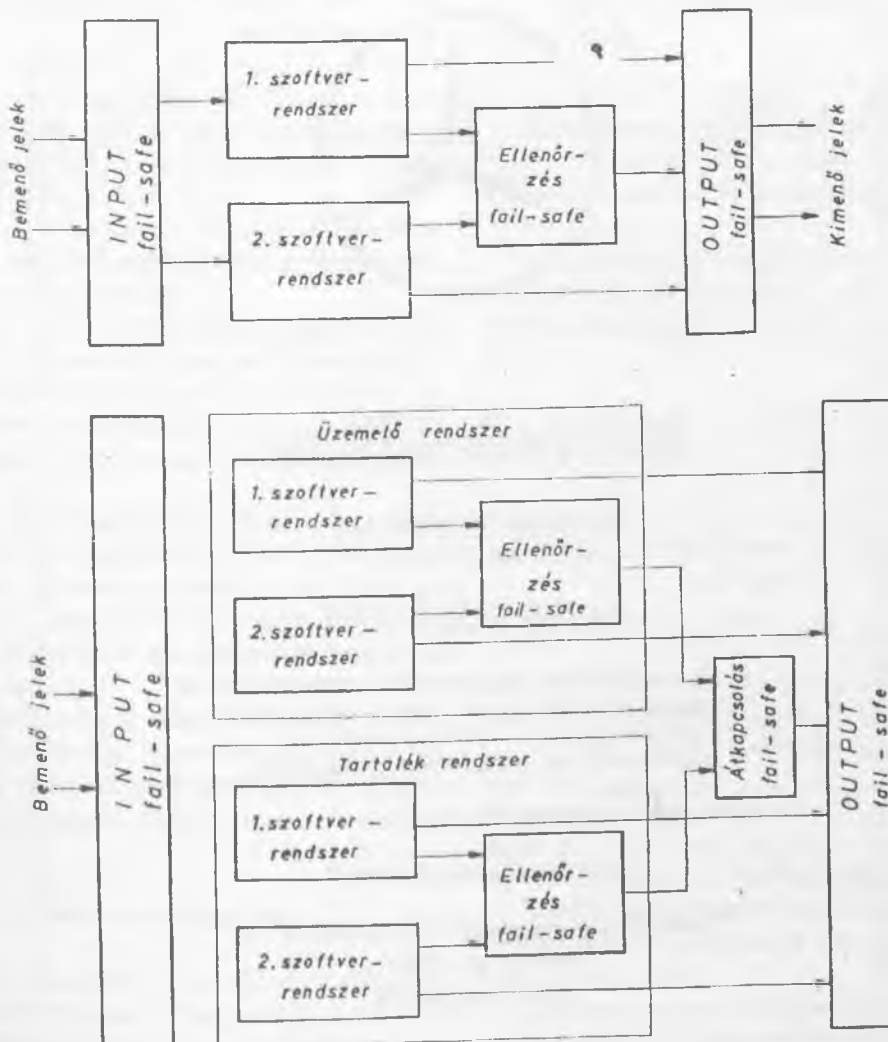 Bemenő jelek
INPUT
fail-safe
1. szoftver-
rendszer
2. szoftver-
rendszer
Ellenőr-
zés
fail-safe
OUTPUT
fail-safe
Kimenő jelek
Bemenő jelek
INPUT
fail-safe
Üzemelő rendszer
1. szoftver-
rendszer
2. szoftver-
rendszer
Ellenőr-
zés
fail-safe
Tartalék rendszer
1. szoftver-
rendszer
2. szoftver-
rendszer
Ellenőr-
zés
fail-safe
Átkapcsolás
fail-safe
OUTPUT
fail-safe